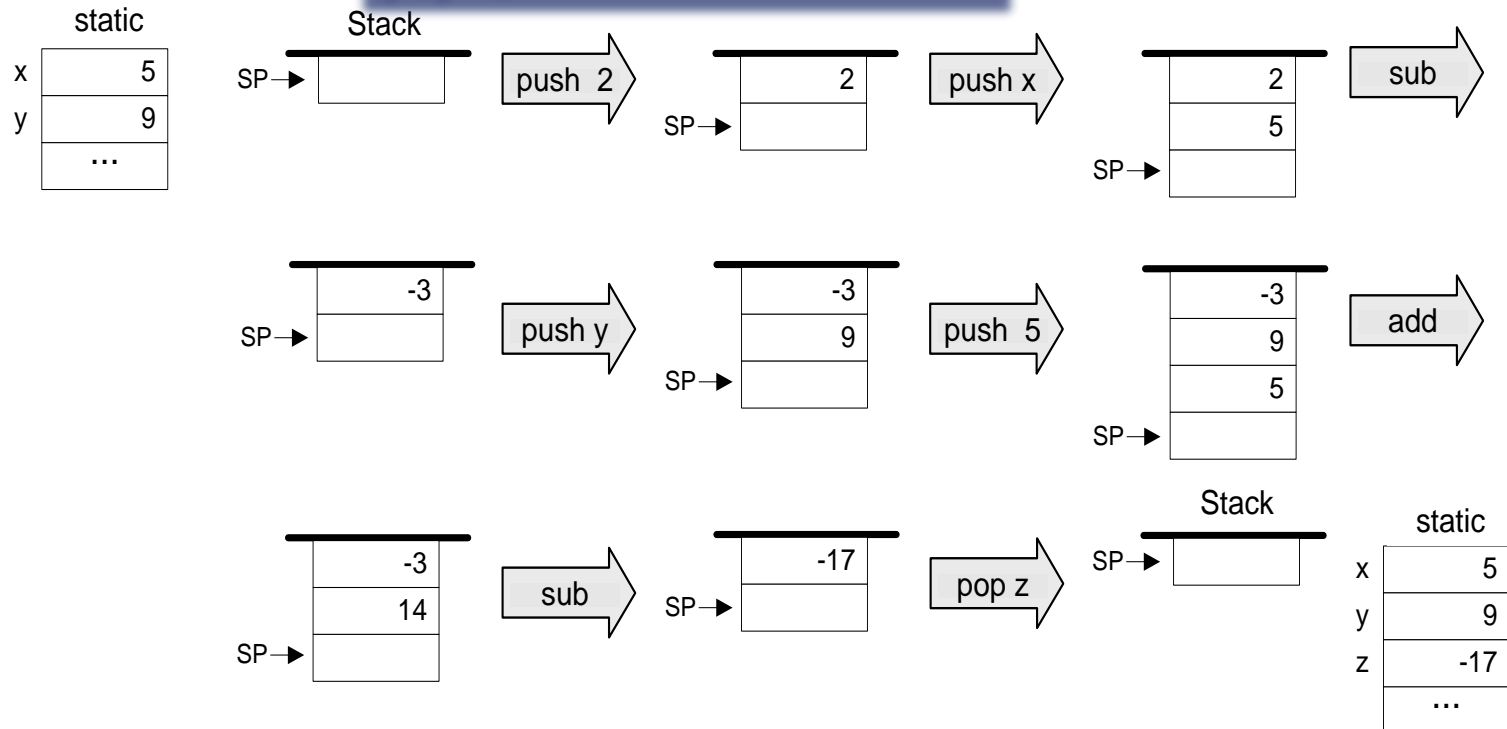 static
Stack
x 5
y 9
...
SP
push 2
2
SP
push x
2
5
SP
sub
-3
SP
push y
-3
9
SP
push 5
-3
9
5
SP
add
-3
14
SP
sub
-17
SP
pop z
Stack
SP
static
x 5
y 9
z -17
...